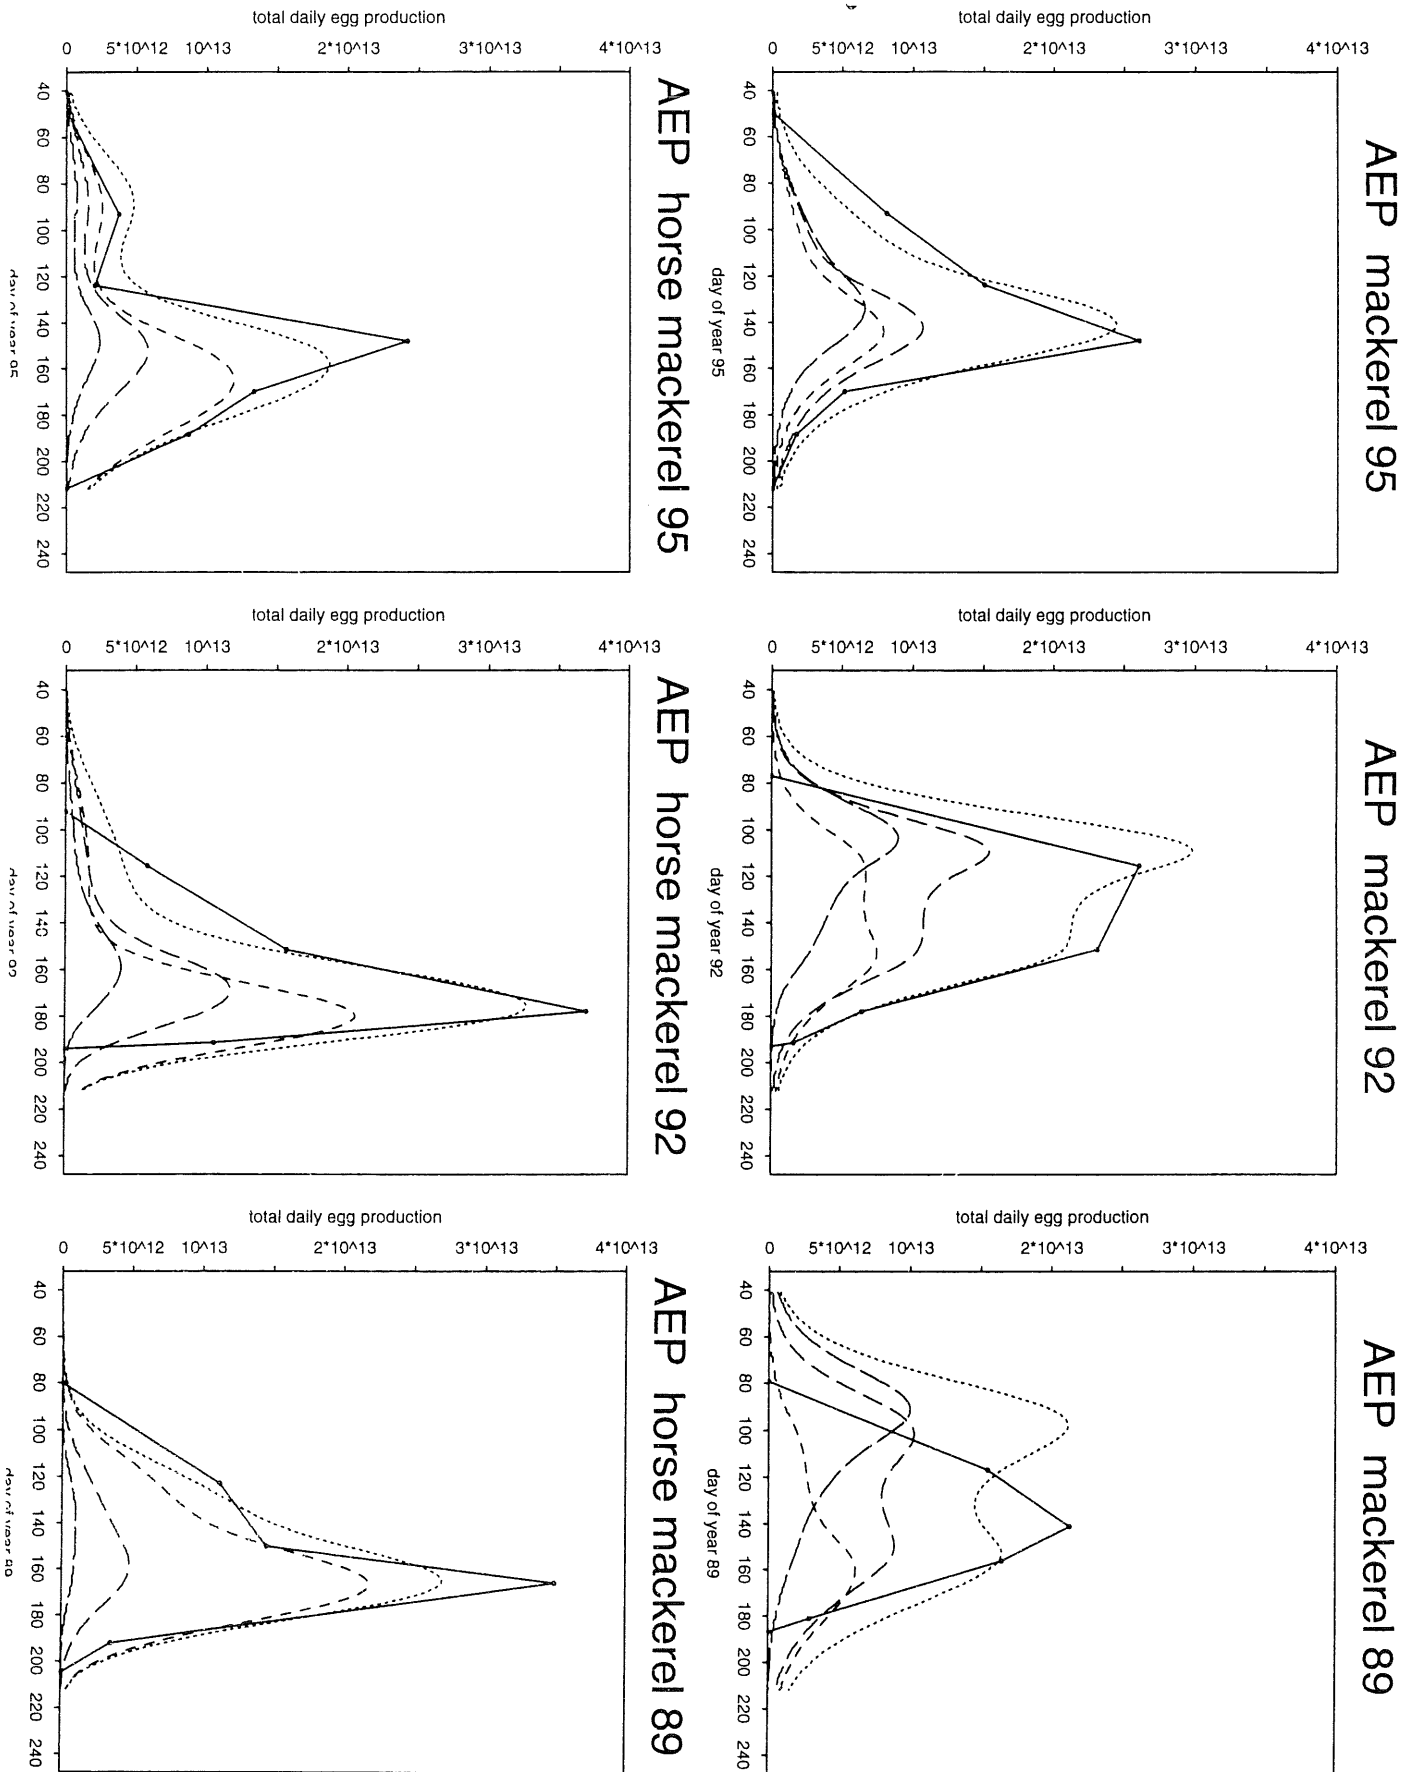 AEP mackerel 95
total daily egg production
0 5*10^12 10^13 2*10^13 3*10^13 4*10^13
40 60 80 100 120 140 160 180 200 220 240
day of year 95
AEP mackerel 92
total daily egg production
0 5*10^12 10^13 2*10^13 3*10^13 4*10^13
40 60 80 100 120 140 160 180 200 220 240
day of year 92
AEP mackerel 89
total daily egg production
0 5*10^12 10^13 2*10^13 3*10^13 4*10^13
40 60 80 100 120 140 160 180 200 220 240
day of year 89
AEP horse mackerel 95
total daily egg production
0 5*10^12 10^13 2*10^13 3*10^13 4*10^13
40 60 80 100 120 140 160 180 200 220 240
AEP horse mackerel 92
total daily egg production
0 5*10^12 10^13 2*10^13 3*10^13 4*10^13
40 60 80 100 120 140 160 180 200 220 240
AEP horse mackerel 89
total daily egg production
0 5*10^12 10^13 2*10^13 3*10^13 4*10^13
40 60 80 100 120 140 160 180 200 220 240